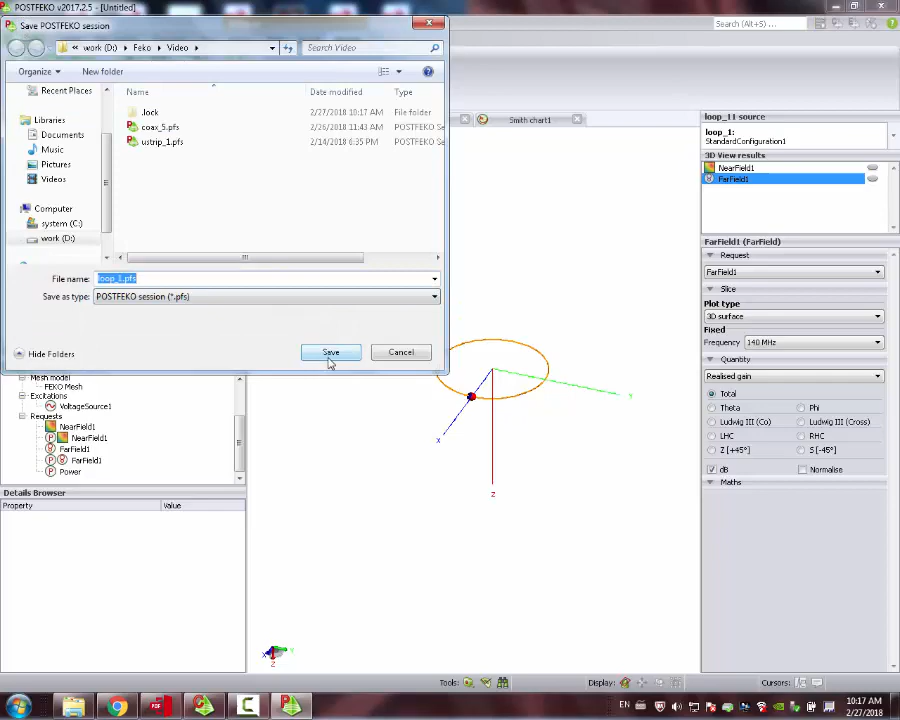 POSTFEKO v2017.2.5 - [Untitled]
Save POSTFEKO session
Search (Alt+S) . . .
« work (D:) Feko Video
Search Video
Organize New folder
Name Date modified Type
Recent Places
Libraries
Documents
Music
Pictures
Videos
Computer
system (C:)
work (D:)
.lock 2/27/2018 10:17 AM File folder
coax_5.pfs 2/26/2018 11:43 AM POSTFEKO Se
ustrip_1.pfs 2/14/2018 6:35 PM POSTFEKO Se
File name: loop_1.pfs
Save as type: POSTFEKO session (*.pfs)
Hide Folders Save Cancel
Smith chart1
Mesh model
FEKO Mesh
Excitations
VoltageSource1
Requests
NearField1
P NearField1
FarField1
P FarField1
P Power
Details Browser
Property Value
X
Y
Z
X Y
Z
loop_11 source
loop_1:
StandardConfiguration1
3D View results
NearField1
FarField1
FarField1 (FarField)
Request
FarField1
Slice
Plot type
3D surface
Fixed
Frequency 140 MHz
Quantity
Realised gain
Total
Theta Phi
Ludwig III (Co) Ludwig III (Cross)
LHC RHC
Z [+45°] S [-45°]
dB Normalise
Maths
Tools: Display: Cursors:
PDF
EN
10:17 AM
2/27/2018